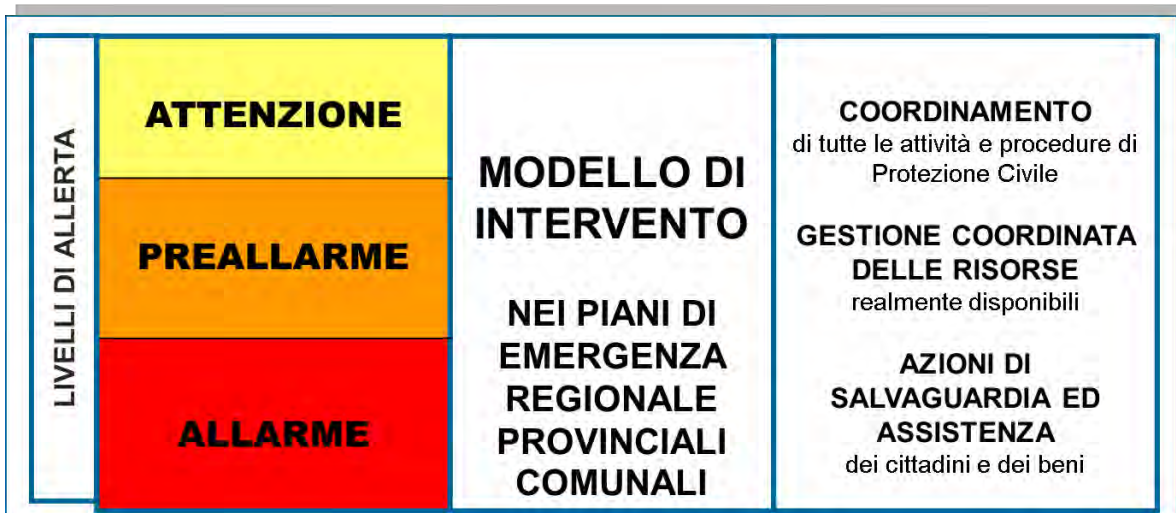 LIVELLI DI ALLERTA
ATTENZIONE
PREALLARME
ALLARME
MODELLO DI
INTERVENTO
NEI PIANI DI
EMERGENZA
REGIONALE
PROVINCIALI
COMUNALI
COORDINAMENTO
di tutte le attività e procedure di
Protezione Civile
GESTIONE COORDINATA
DELLE RISORSE
realmente disponibili
AZIONI DI
SALVAGUARDIA ED
ASSISTENZA
dei cittadini e dei beni